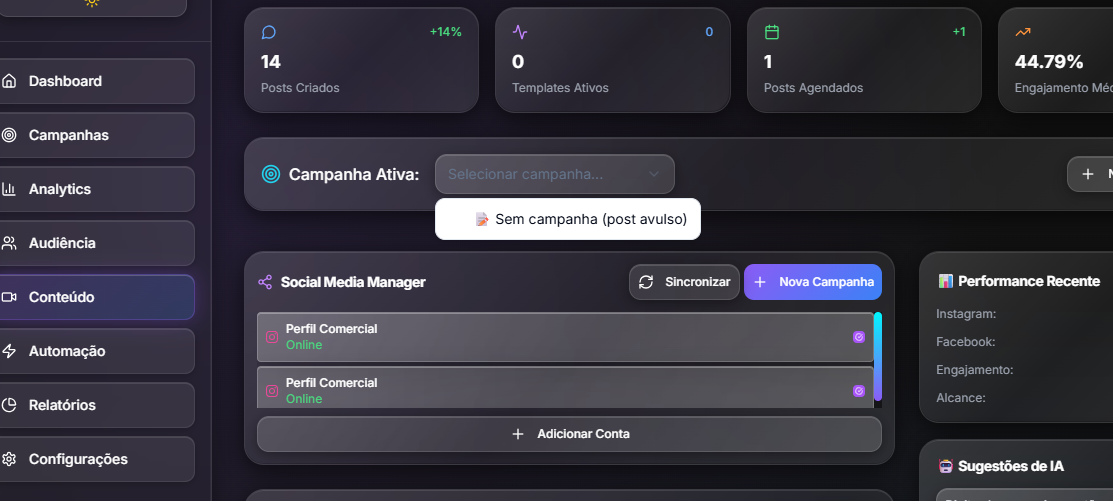 +14%
14
Posts Criados
0
0
Templates Ativos
+1
1
Posts Agendados
44.79%
Engajamento
Dashboard
Campanhas
Analytics
Audiência
Conteúdo
Automação
Relatórios
Configurações
Campanha Ativa:
Selecionar campanha...
Sem campanha (post avulso)
Social Media Manager
Sincronizar
Nova Campanha
Perfil Comercial
Online
Perfil Comercial
Online
Adicionar Conta
Performance Recente
Instagram:
Facebook:
Engajamento:
Alcance:
Sugestões de IA